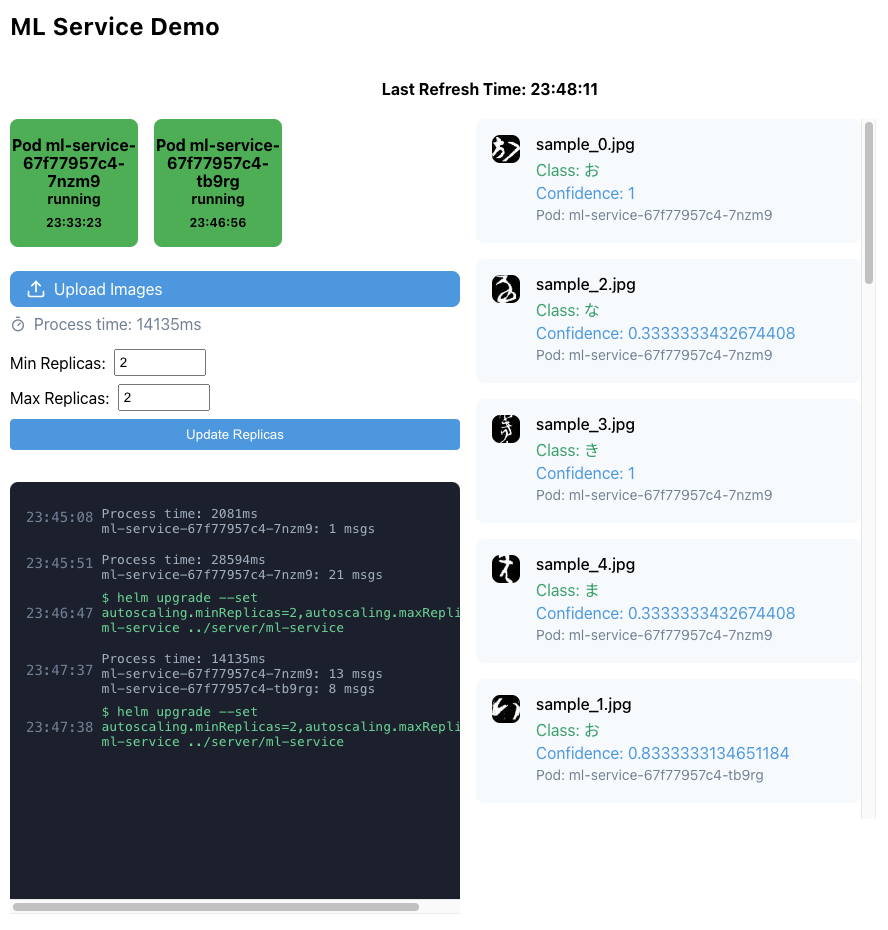 ML Service Demo
Last Refresh Time: 23:48:11
Pod ml-service-
67f77957c4-
7nzm9
running
23:33:23
Pod ml-service-
67f77957c4-
tb9rg
running
23:46:56
Upload Images
Process time: 14135ms
Min Replicas: 2
Max Replicas: 2
Update Replicas
23:45:08
Process time: 2081ms
ml-service-67f77957c4-7nzm9: 1 msgs
23:45:51
Process time: 28594ms
ml-service-67f77957c4-7nzm9: 21 msgs
23:46:47
$ helm upgrade --set
autoscaling.minReplicas=2,autoscaling.maxRepli
ml-service ../server/ml-service
23:47:37
Process time: 14135ms
ml-service-67f77957c4-7nzm9: 13 msgs
ml-service-67f77957c4-tb9rg: 8 msgs
23:47:38
$ helm upgrade --set
autoscaling.minReplicas=2,autoscaling.maxRepli
ml-service ../server/ml-service
sample_0.jpg
Class: お
Confidence: 1
Pod: ml-service-67f77957c4-7nzm9
sample_2.jpg
Class: な
Confidence: 0.3333333432674408
Pod: ml-service-67f77957c4-7nzm9
sample_3.jpg
Class: き
Confidence: 1
Pod: ml-service-67f77957c4-7nzm9
sample_4.jpg
Class: ま
Confidence: 0.3333333432674408
Pod: ml-service-67f77957c4-7nzm9
sample_1.jpg
Class: お
Confidence: 0.8333333134651184
Pod: ml-service-67f77957c4-tb9rg